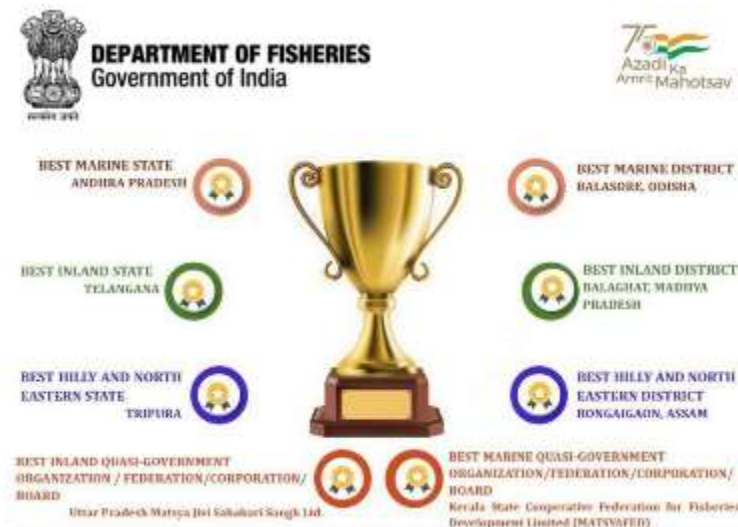 DEPARTMENT OF FISHERIES
Government of India
सत्यमेव जयते
75
Azadi Ka
Amrit Mahotsav
BEST MARINE STATE
ANDHRA PRADESH
BEST MARINE DISTRICT
BALASORE, ODISHA
BEST INLAND STATE
TELANGANA
BEST INLAND DISTRICT
BALAGHAT, MADHYA
PRADESH
BEST HILLY AND NORTH
EASTERN STATE
TRIPURA
BEST HILLY AND NORTH
EASTERN DISTRICT
BONGAIGAON, ASSAM
BEST INLAND QUASI-GOVERNMENT
ORGANIZATION / FEDERATION/CORPORATION/
BOARD
Uttar Pradesh Matsya Jivi Sahakari Sangh Ltd.
BEST MARINE QUASI-GOVERNMENT
ORGANIZATION/FEDERATION/CORPORATION/
BOARD
Kerala State Cooperative Federation for Fisheries
Development Limited [MATSYAFED]